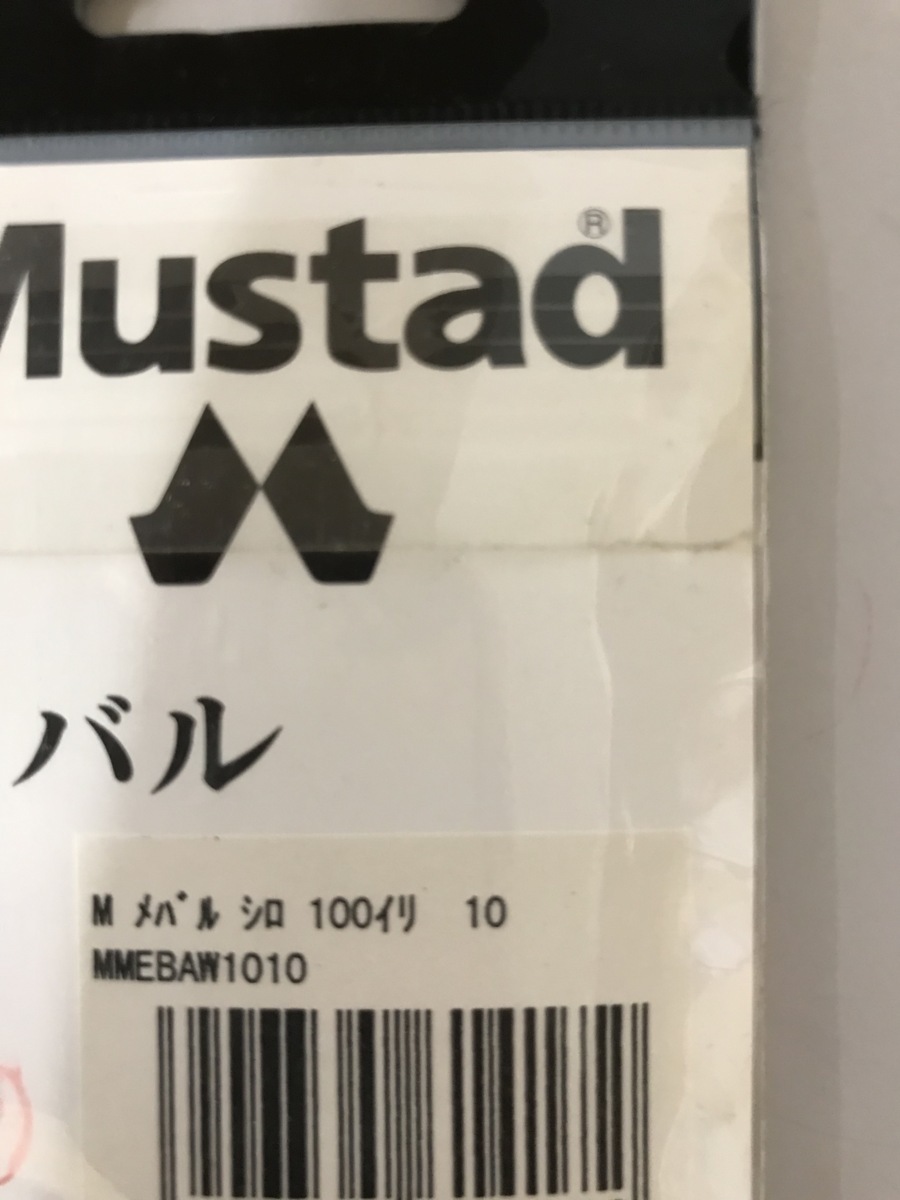 Mustad®
バル
M ﾒﾊﾞﾙ ｼﾛ 100ｲﾘ 10
MMEBAW1010